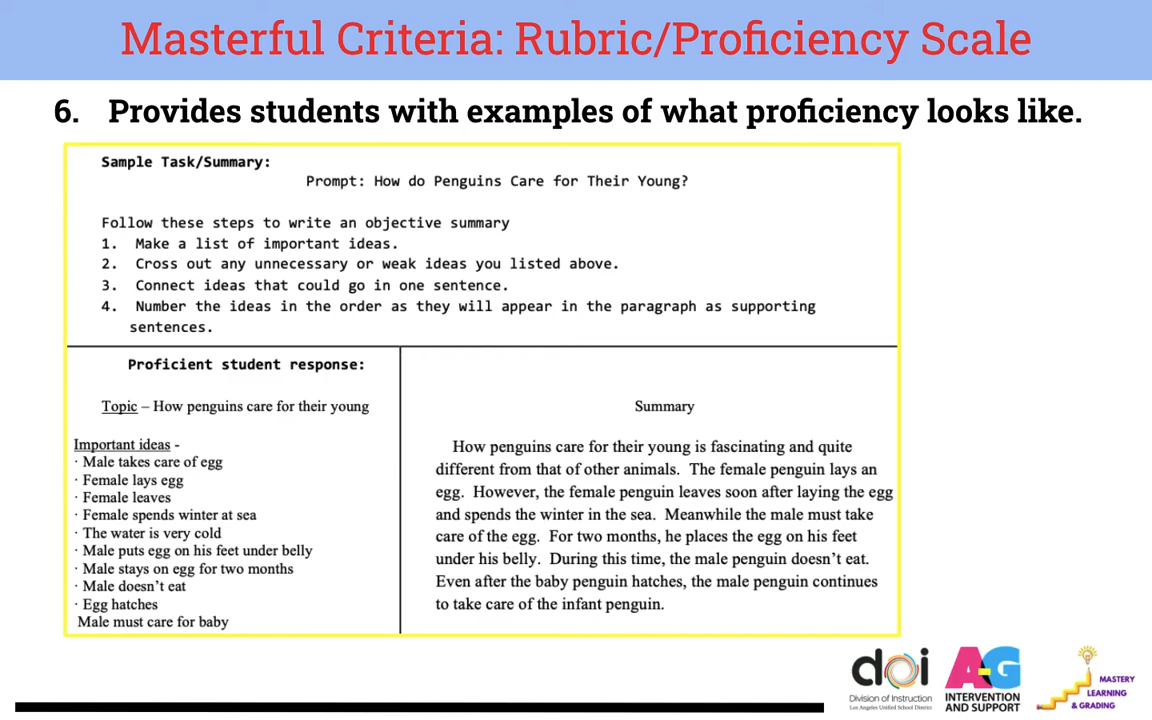 Masterful Criteria: Rubric/Proficiency Scale
6. Provides students with examples of what proficiency looks like.
Sample Task/Summary:
Prompt: How do Penguins Care for Their Young?
Follow these steps to write an objective summary
1. Make a list of important ideas.
2. Cross out any unnecessary or weak ideas you listed above.
3. Connect ideas that could go in one sentence.
4. Number the ideas in the order as they will appear in the paragraph as supporting
sentences.
Proficient student response:
Topic – How penguins care for their young
Important ideas -
· Male takes care of egg
· Female lays egg
· Female leaves
· Female spends winter at sea
· The water is very cold
· Male puts egg on his feet under belly
· Male stays on egg for two months
· Male doesn’t eat
· Egg hatches
Male must care for baby
Summary
How penguins care for their young is fascinating and quite
different from that of other animals. The female penguin lays an
egg. However, the female penguin leaves soon after laying the egg
and spends the winter in the sea. Meanwhile the male must take
care of the egg. For two months, he places the egg on his feet
under his belly. During this time, the male penguin doesn’t eat.
Even after the baby penguin hatches, the male penguin continues
to take care of the infant penguin.
doi
Division of Instruction
Los Angeles Unified School District
A-G
INTERVENTION
AND SUPPORT
MASTERY
LEARNING
& GRADING